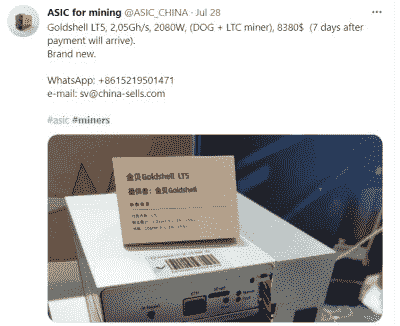 ASIC for mining @ASIC_CHINA · Jul 28
Goldshell LT5, 2,05Gh/s, 2080W, (DOG + LTC miner), 8380$ (7 days after
payment will arrive).
Brand new.
WhatsApp: +8615219501471
e-mail: sv@china-sells.com
#asic #miners
金贝Goldshell LT5
提供者：金贝Goldshell